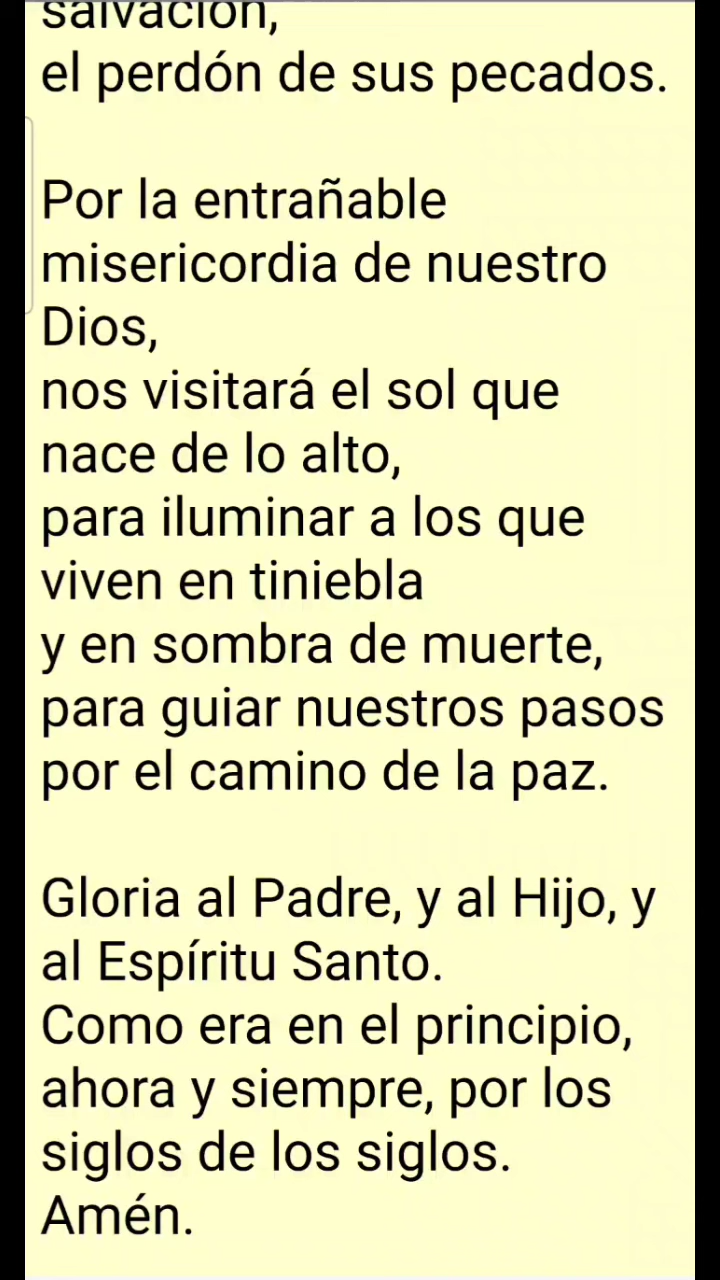 salvación,
el perdón de sus pecados.
Por la entrañable
misericordia de nuestro
Dios,
nos visitará el sol que
nace de lo alto,
para iluminar a los que
viven en tiniebla
y en sombra de muerte,
para guiar nuestros pasos
por el camino de la paz.
Gloria al Padre, y al Hijo, y
al Espíritu Santo.
Como era en el principio,
ahora y siempre, por los
siglos de los siglos.
Amén.